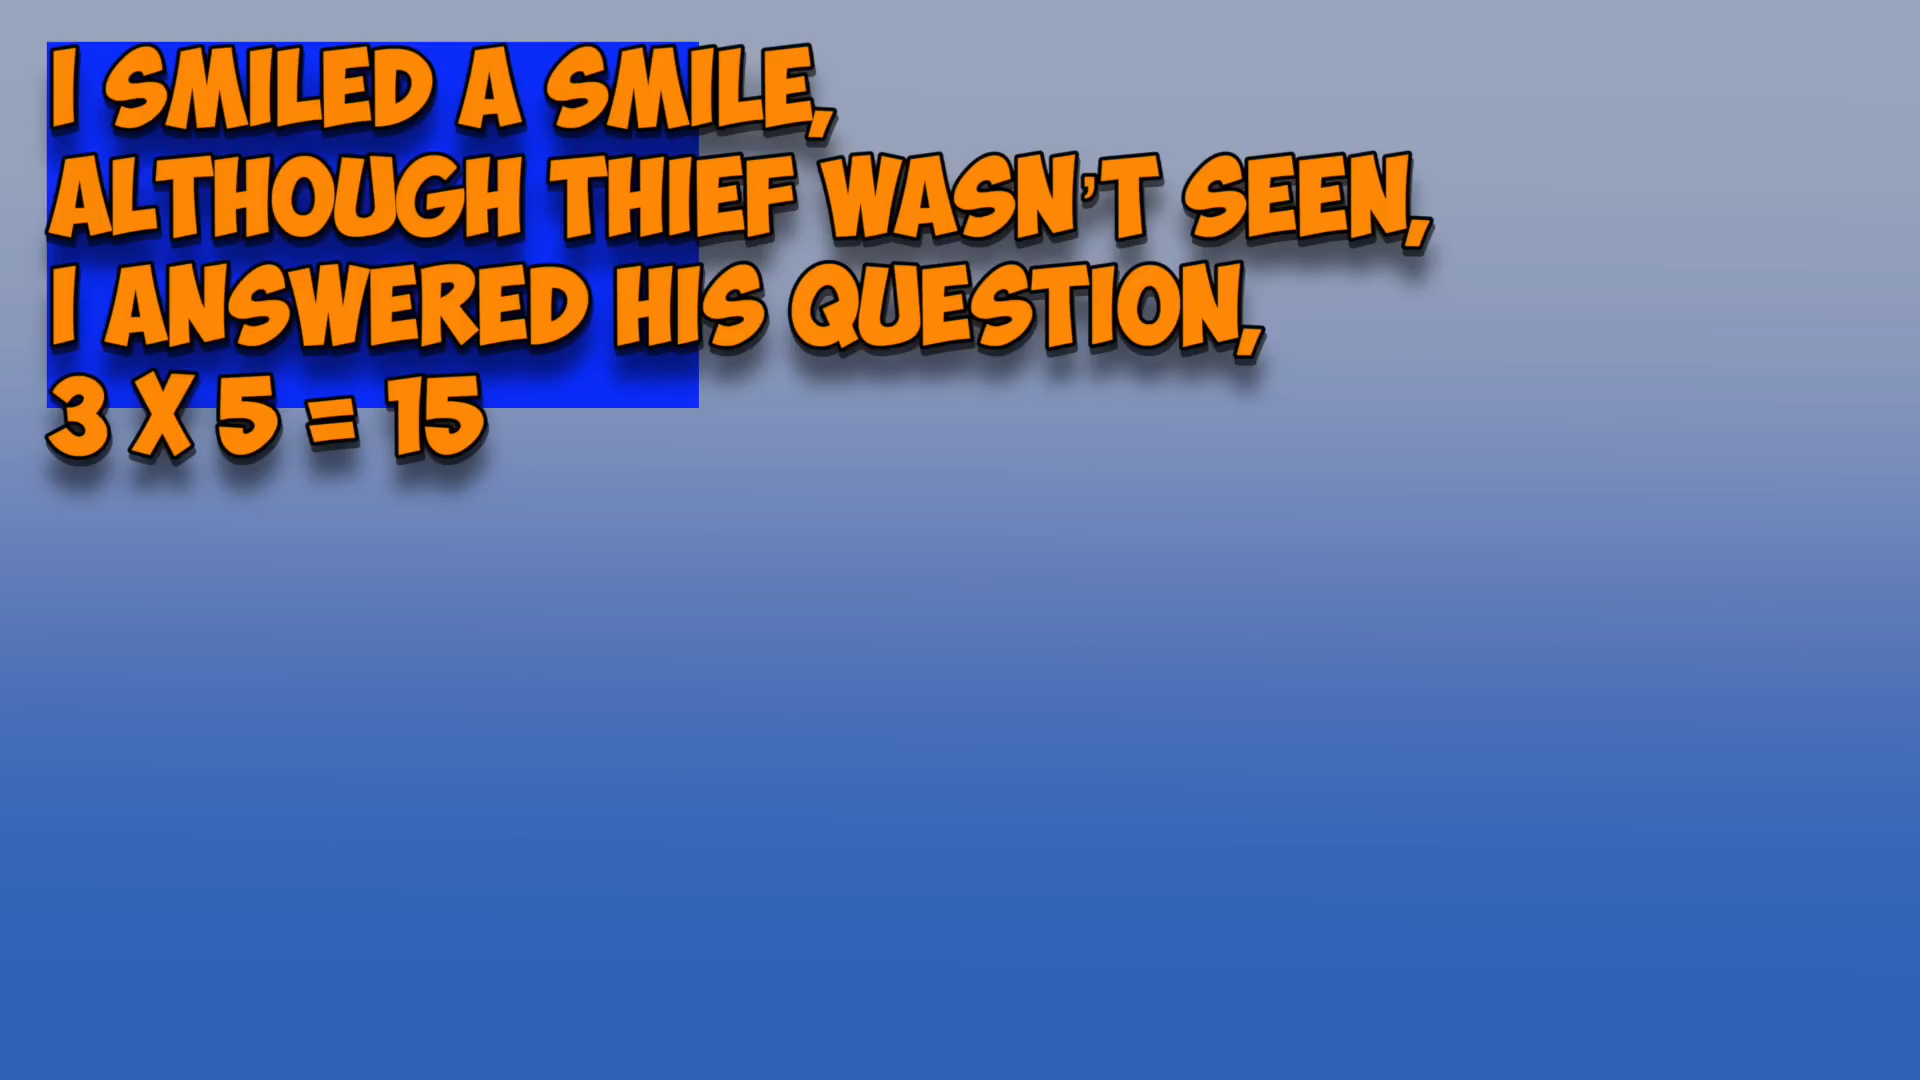 I SMILED A SMILE,
ALTHOUGH THIEF WASN'T SEEN,
I ANSWERED HIS QUESTION,
3 X 5 = 15